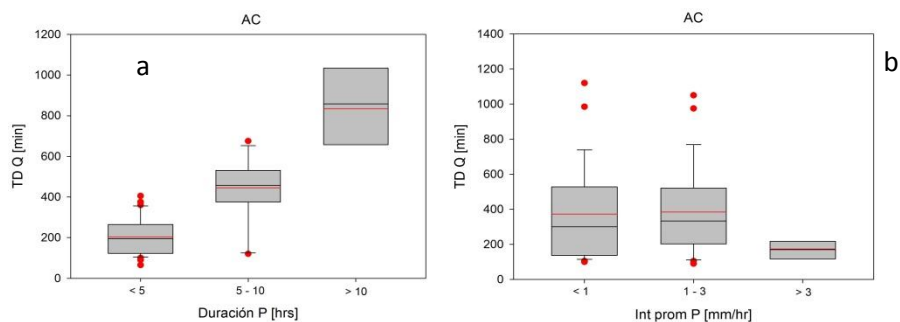 AC
a
TD Q [min]
1200
1000
800
600
400
200
0
< 5
5 - 10
> 10
Duración P [hrs]
AC
b
TD Q [min]
1400
1200
1000
800
600
400
200
0
< 1
1 - 3
> 3
Int prom P [mm/hr]